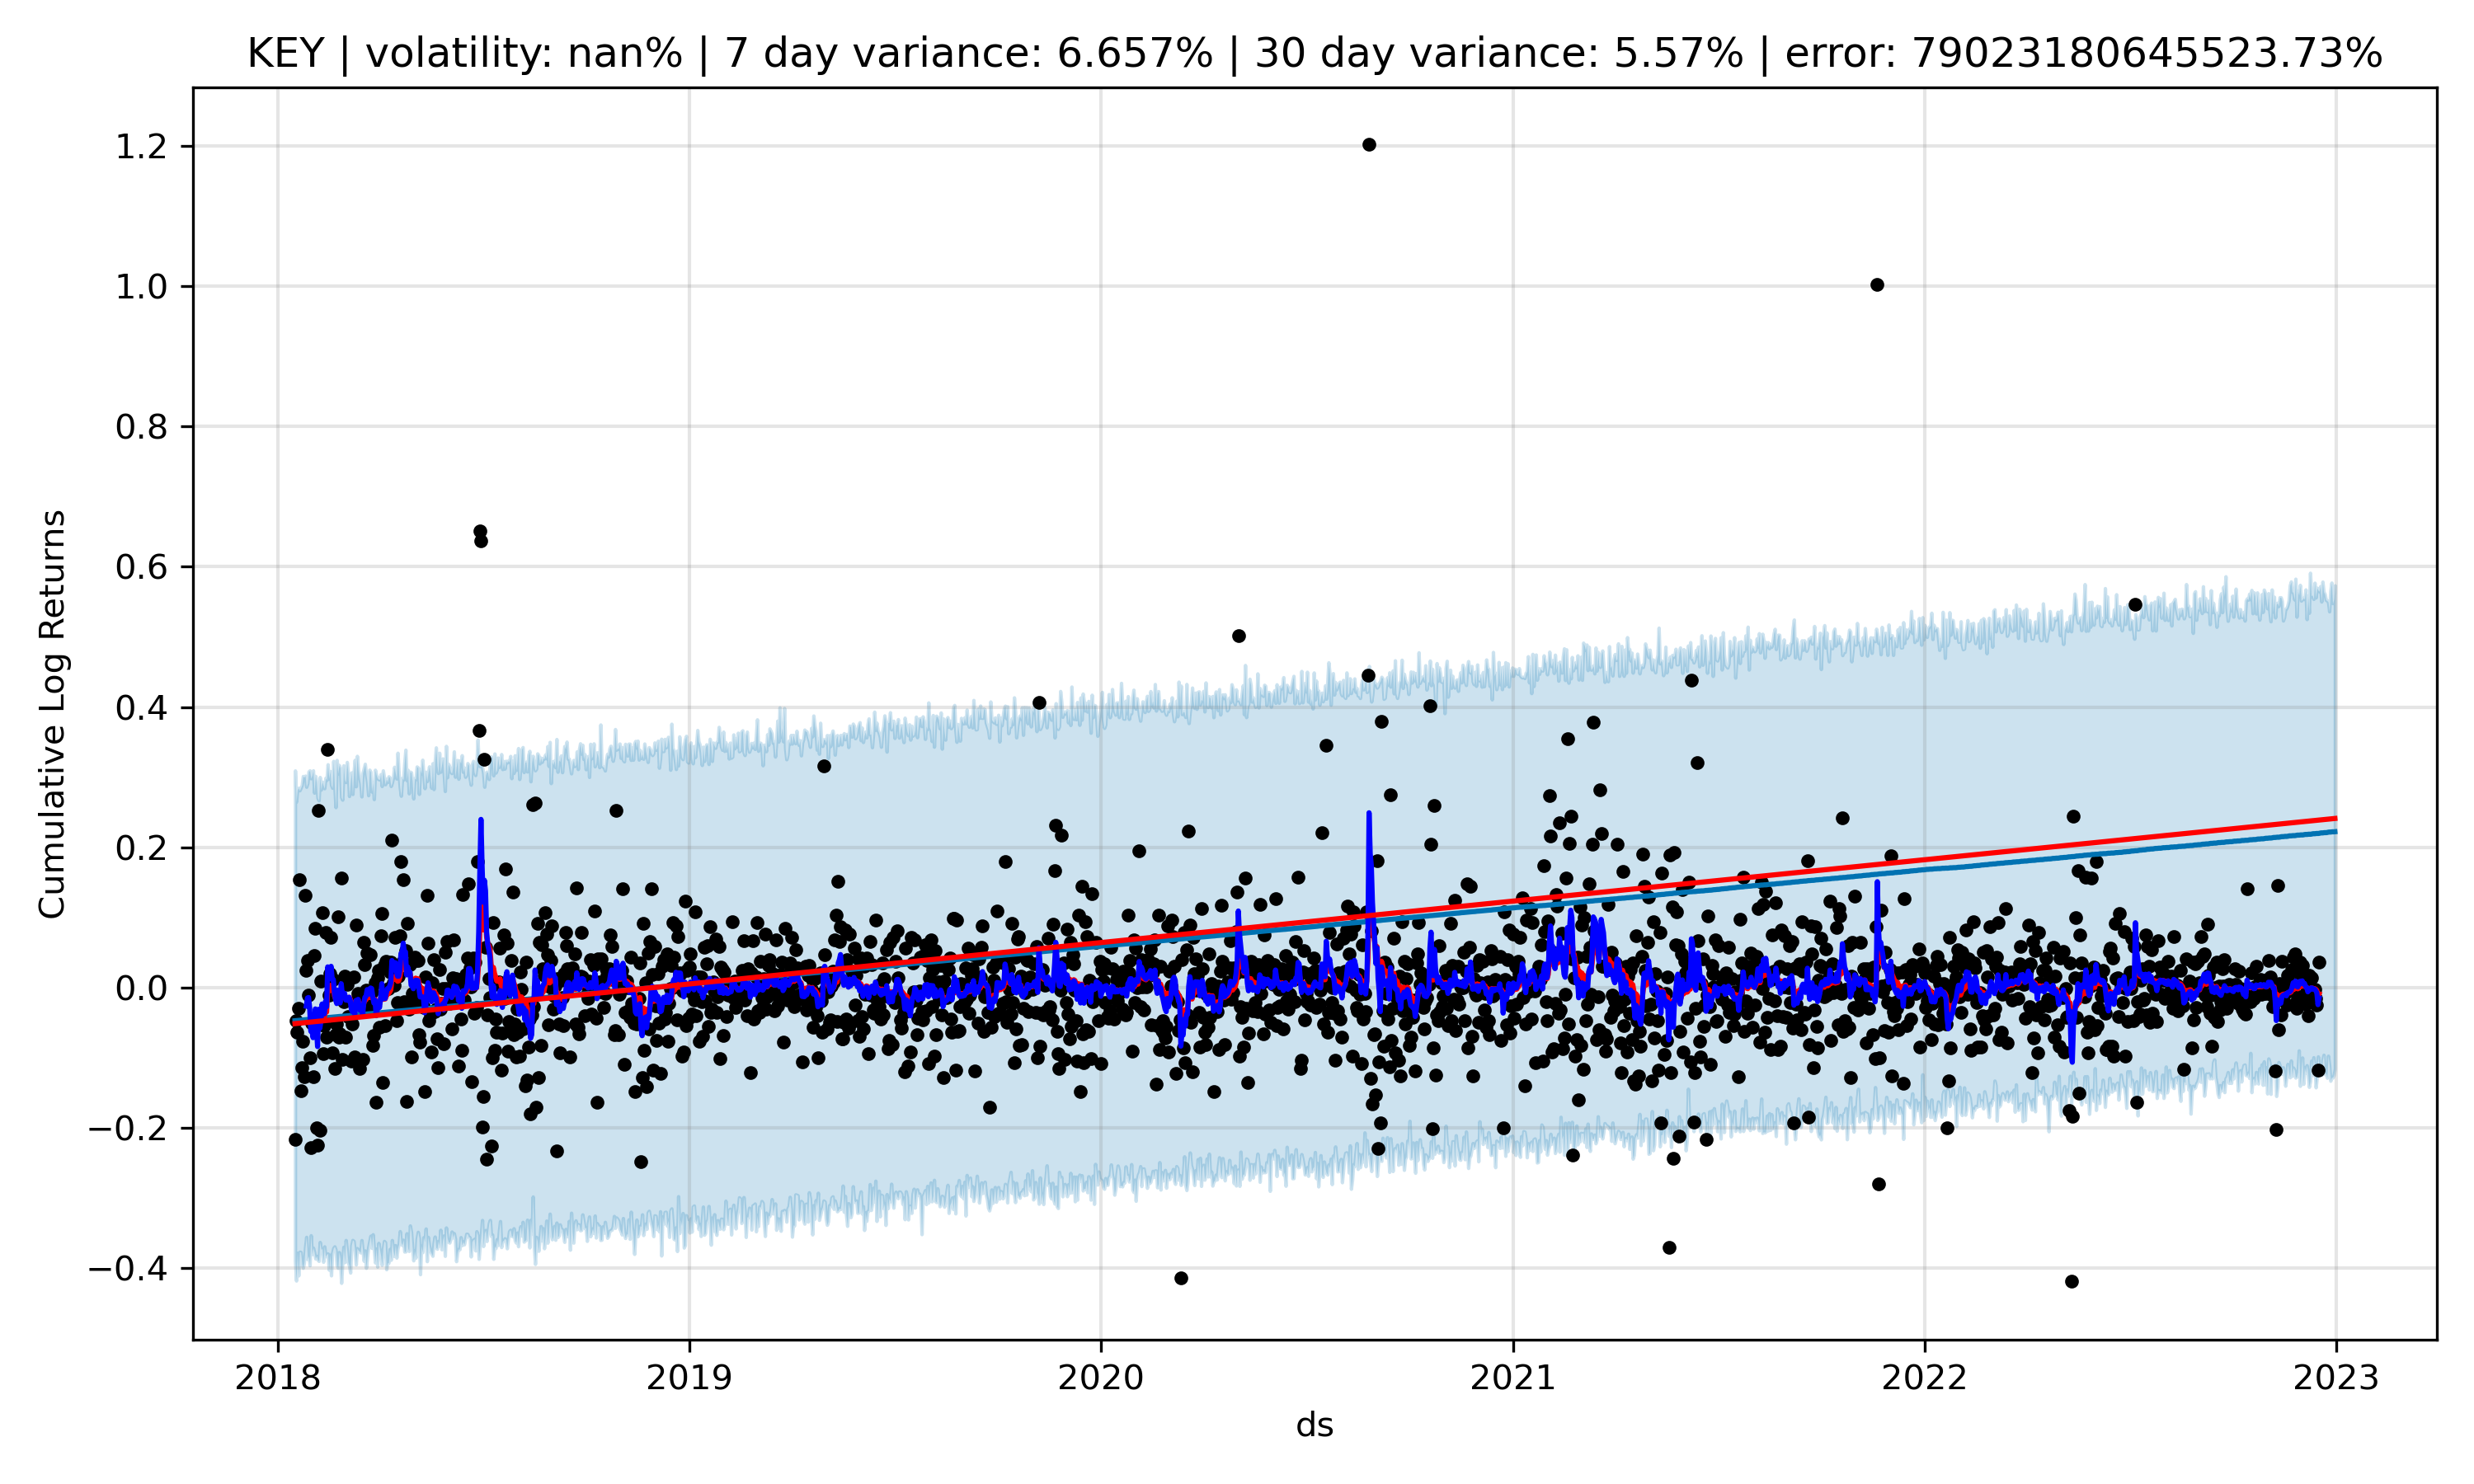 KEY | volatility: nan% | 7 day variance: 6.657% | 30 day variance: 5.57% | error: 79023180645523.73%
Cumulative Log Returns
1.2
1.0
0.8
0.6
0.4
0.2
0.0
−0.2
−0.4
2018 2019 2020 2021 2022 2023
ds